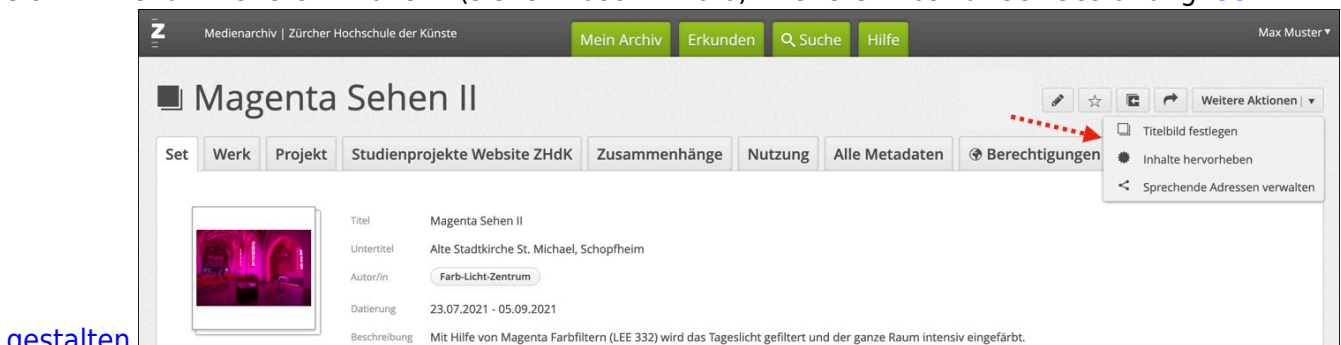 Z Medienarchiv | Zürcher Hochschule der Künste Mein Archiv Erkunden Suche Hilfe Max Muster
Magenta Sehen II
Weitere Aktionen
Titelbild festlegen
Inhalte hervorheben
Sprechende Adressen verwalten
Set Werk Projekt Studienprojekte Website ZHdK Zusammenhänge Nutzung Alle Metadaten Berechtigungen
Titel Magenta Sehen II
Untertitel Alte Stadtkirche St. Michael, Schopfheim
Autor/in Farb-Licht-Zentrum
Datierung 23.07.2021 - 05.09.2021
Beschreibung Mit Hilfe von Magenta Farbfiltern (LEE 332) wird das Tageslicht gefiltert und der ganze Raum intensiv eingefärbt.
gestalten